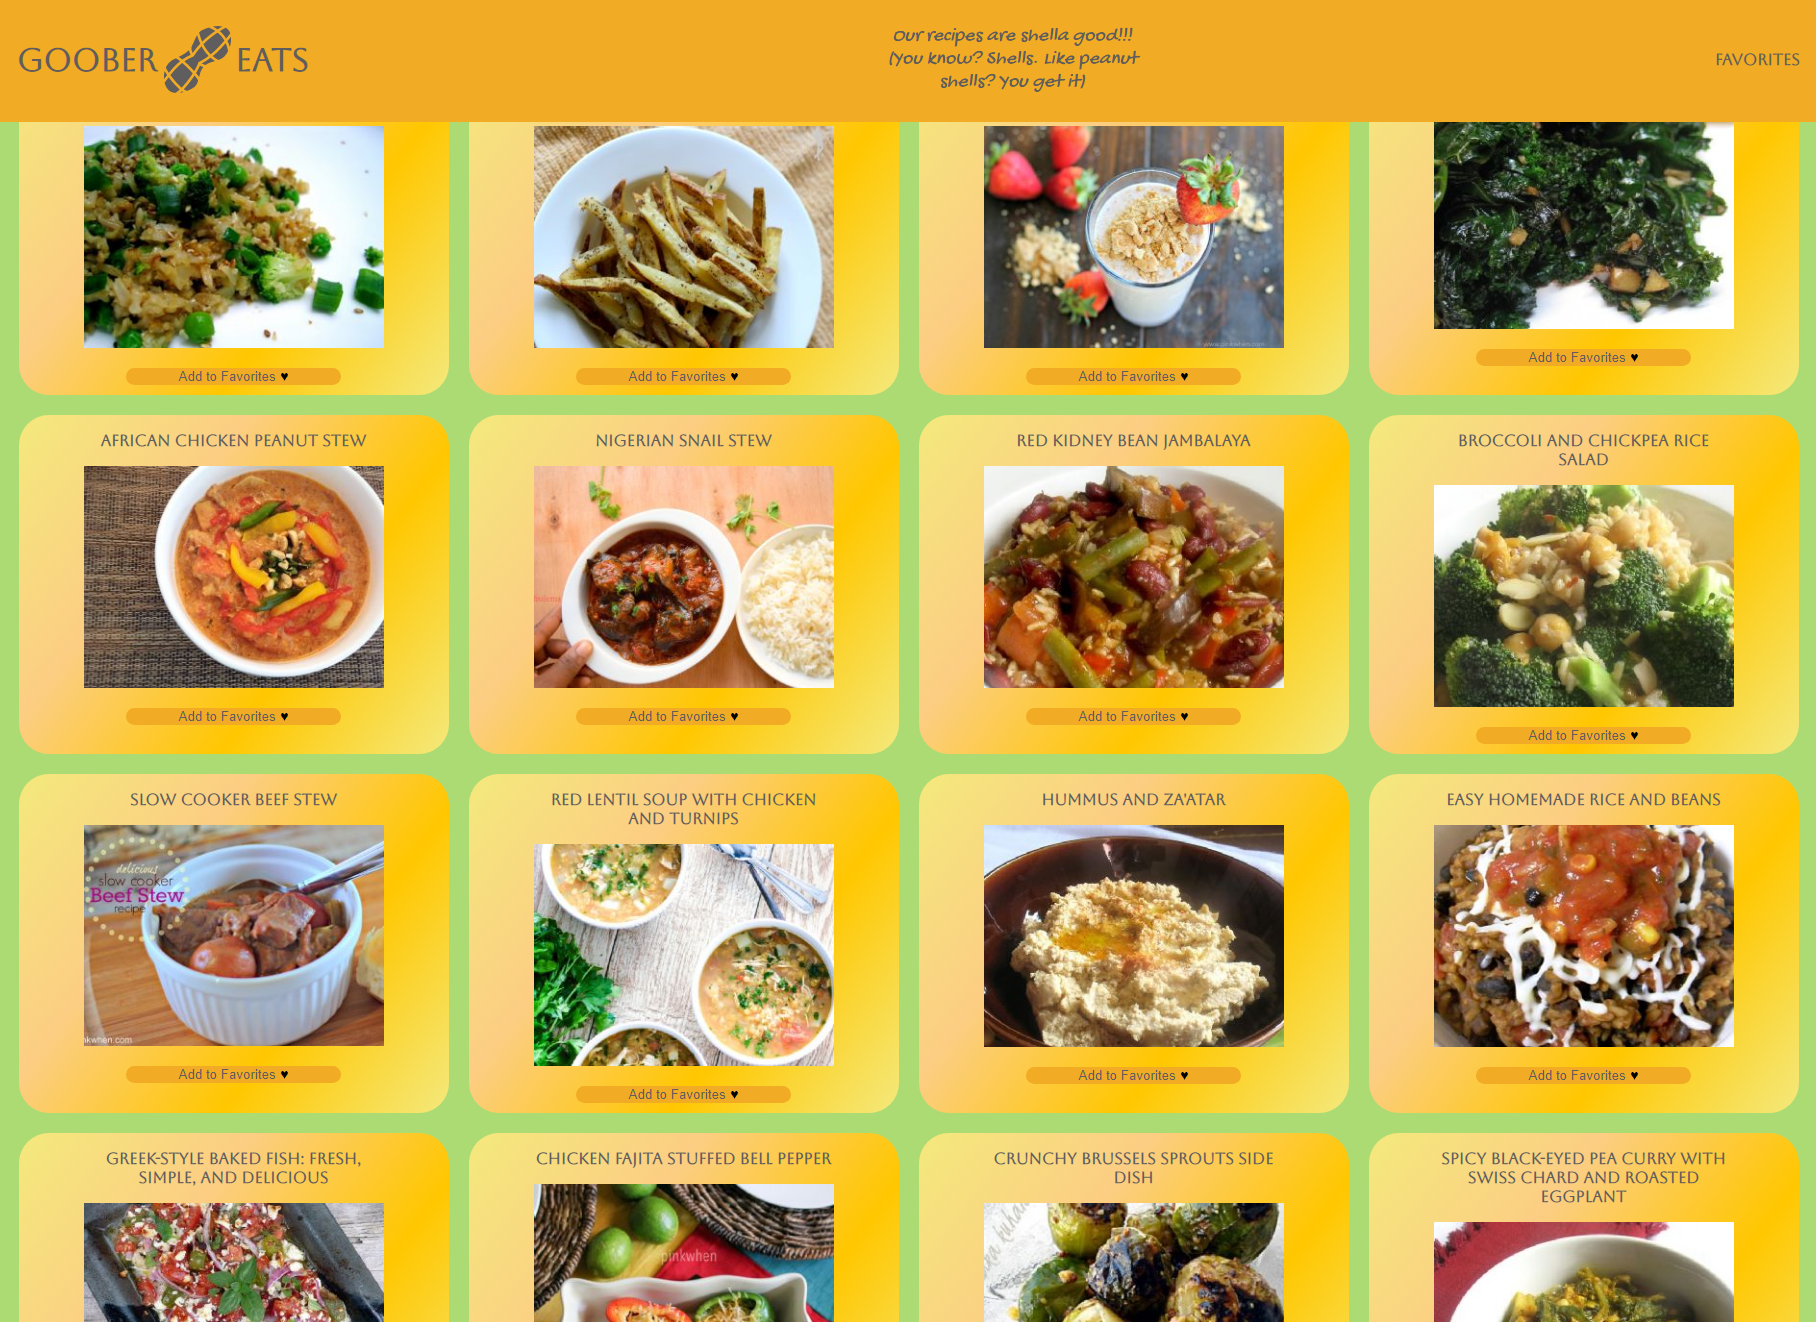 GOOBER EATS
Our recipes are shella good!!!
(You know? Shells. Like peanut
shells? You get it)
FAVORITES
www.pinkwhen.com
Add to Favorites ♥
Add to Favorites ♥
Add to Favorites ♥
Add to Favorites ♥
AFRICAN CHICKEN PEANUT STEW
NIGERIAN SNAIL STEW
RED KIDNEY BEAN JAMBALAYA
BROCCOLI AND CHICKPEA RICE
SALAD
Add to Favorites ♥
Add to Favorites ♥
Add to Favorites ♥
Add to Favorites ♥
SLOW COOKER BEEF STEW
RED LENTIL SOUP WITH CHICKEN
AND TURNIPS
HUMMUS AND ZA'ATAR
EASY HOMEMADE RICE AND BEANS
delicious
slow cooker
Beef Stew
recipe
nkwhen.com
Add to Favorites ♥
Add to Favorites ♥
Add to Favorites ♥
Add to Favorites ♥
GREEK-STYLE BAKED FISH: FRESH,
SIMPLE, AND DELICIOUS
CHICKEN FAJITA STUFFED BELL PEPPER
CRUNCHY BRUSSELS SPROUTS SIDE
DISH
SPICY BLACK-EYED PEA CURRY WITH
SWISS CHARD AND ROASTED
EGGPLANT
pinkwhen